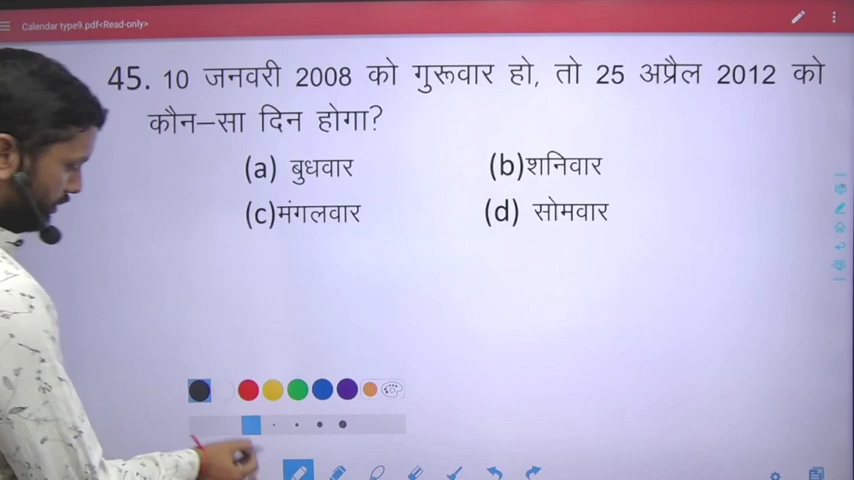 Calendar type9.pdf<Read-only>
45. 10 जनवरी 2008 को गुरूवार हो, तो 25 अप्रैल 2012 को
कौन–सा दिन होगा?
(a) बुधवार (b)शनिवार
(c)मंगलवार (d) सोमवार